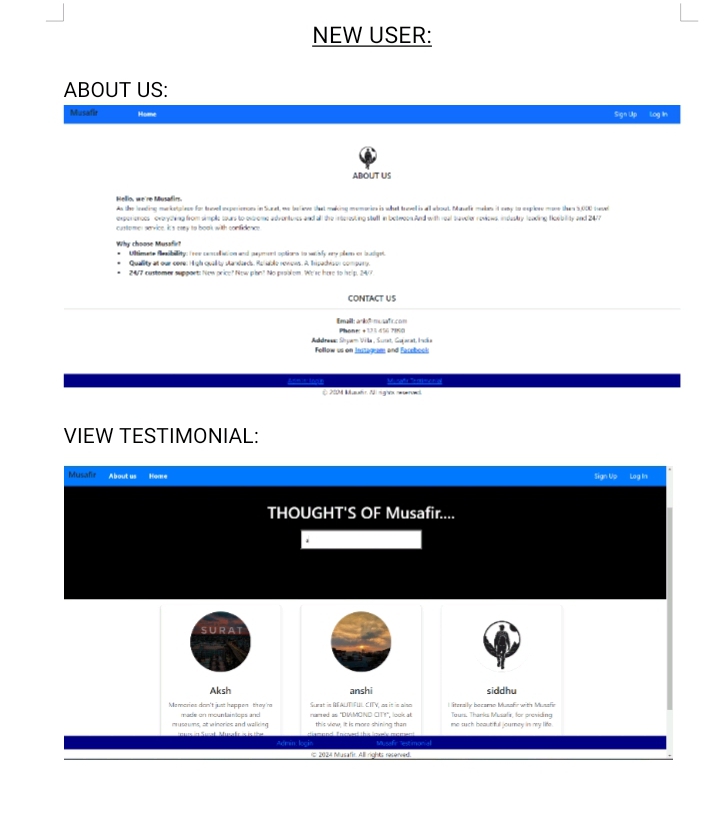 NEW USER:
ABOUT US:
Musafir Home Sign Up Log In
ABOUT US
Hello, we're Musafirs.
As the leading marketplace for travel experiences in Surat, we believe that making memories is what travel is all about. Musafir makes it easy to explore more than 5,000 travel
experiences everything from simple tours to extreme adventures and all the interesting stuff in between.And with real traveler reviews, industry leading flexibility and 24/7
customer service, it's easy to book with confidence.
Why choose Musafir?
• Ultimate flexibility: Free cancellation and payment options to satisfy any plan or budget.
• Quality at our core: High quality standards. Reliable reviews. A Tripadvisor company.
• 24/7 customer support: New price? New plan? No problem. We're here to help, 24/7.
CONTACT US
Email:
Phone: 456 7890
Address: Shyam Villa, Surat, Gujarat, India
Follow us on Instagram and Facebook
Admin login Musafir Testimonial
© 2024 Musafir. All rights reserved.
VIEW TESTIMONIAL:
Musafir About us Home Sign Up Log In
THOUGHT'S OF Musafir....
SURAT
Aksh anshi siddhu
Memories don't just happen they're
made on mountaintops and
museums, at wineries and walking
tours in Surat. Musafir is is the
Surat is BEAUTIFUL CITY, as it is also
named as "DIAMOND CITY", look at
this view, it is more shining than
diamond. Enjoyed this lovely moment
I literally became Musafir with Musafir
Tours. Thanks Musafir, for providing
me such beautiful journey in my life.
Admin login Musafir testimonial
© 2024 Musafir. All rights reserved.